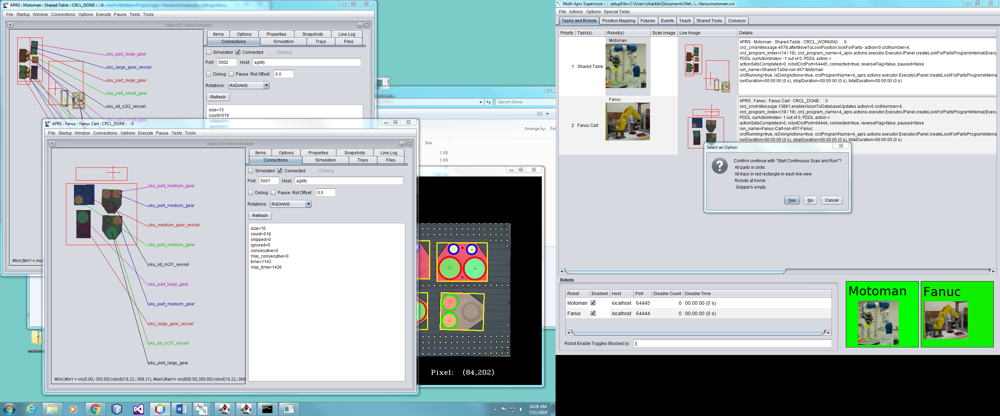 APRS : Motoman : Shared Table : CRCL_DONE : : 0
File Startup Window Connections Options Execute Pause Tests Tools
Object2D View/Simulate
Items Options Properties Snapshots Line Log
Connections Simulation Trays Files
Simulated Connected Cloning
Port: 5002 Host: agility
Debug Pause Rot Offset: 0.0
Rotations: RADIANS
Refresh
size=13
count=619
sku_part_large_gear
sku_large_gear_vessel
sku_part_large_gear
sku_part_small_gear
sku_kit_s2l2_vessel
MinX,MinY = vis(
Search Demo
Arrange by: Fol
Size
1 KB
1 KB
APRS : Fanuc : Fanuc Cart : CRCL_DONE : : 0
File Startup Window Connections Options Execute Pause Tests Tools
Object2D View/Simulate
Items Options Properties Snapshots Line Log
Connections Simulation Trays Files
Simulated Connected Cloning
Port: 5001 Host: agility
Debug Pause Rot Offset: 0.0
Rotations: RADIANS
Refresh
size=10
count=618
skipped=0
ignored=0
consecutive=0
max_consecutive=0
time=1143
max_time=1436
sku_part_medium_gear
sku_part_medium_gear
sku_medium_gear_vessel
sku_part_medium_gear
sku_kit_m2l1_vessel
sku_part_large_gear
sku_part_medium_gear
sku_large_gear_vessel
sku_kit_m2l1_vessel
sku_part_large_gear
MinX,MinY = vis(0.00,-350.00):robot((19.22,-369.21), MaxX,MaxY= vis(800.00,300.00):robot(19.22,-369
Pixel: (84,202)
motom
10:28 AM
7/11/2019
Multi Aprs Supervisor : : setupFile=C:\Users\shackle\Documents\Net...\...\fanucmotoman.csv
File Actions Options Special Tests
Tasks and Robots Position Mapping Futures Events Teach Shared Tools Conveyor
Priority Task(s) Robot(s) Scan Image Live Image Details
1 Shared Table Motoman
APRS : Motoman : Shared Table : CRCL_WORKING : : 0
crcl_cmd=Message 4578,afterMoveToLookPosition.lookForParts- action=0 crclNumber=4,
crcl_program_index=(14 / 19), crcl_program_name=4_aprs.actions.executor.ExecutorJPanel.createLookForPartsProgramInternal(Execu
PDDL curActionIndex= -1 out of 0, PDDL action =
actionSetsCompleted=0, robotCrclPort=64445, connected=true, reverseFlag=false, paused=false
run_name=Shared-Table-run-457-Motoman
crclRunning=true, isDoingActions=true, crclProgramName=4_aprs.actions.executor.ExecutorJPanel.createLookForPartsProgramInterna
runDuration=00:00:00 (0 s), stopDuration=00:00:00 (0 s), totalDuration=00:00:00 (0 s)
2 Fanuc Cart Fanuc
APRS : Fanuc : Fanuc Cart : CRCL_DONE : : 0
crcl_cmd=Message 13881,enableVisionToDatabaseUpdates action=0 crclNumber=4,
crcl_program_index=(18 / 19), crcl_program_name=4_aprs.actions.executor.ExecutorJPanel.createLookForPartsProgramInternal(Execu
PDDL curActionIndex= 1 out of 0, PDDL action =
actionSetsCompleted=0, robotCrclPort=64444, connected=true, reverseFlag=false, paused=false
run_name=Fanuc-Cart-run-457-Fanuc
crclRunning=true, isDoingActions=true, crclProgramName=4_aprs.actions.executor.ExecutorJPanel.createLookForPartsProgramInterna
runDuration=00:00:00 (0 s), stopDuration=00:00:00 (0 s), totalDuration=00:00:00 (0 s)
Select an Option
Confirm continue with "Start Continuous Scan and Run"?
All parts in slots.
All trays in red rectangle in each live view.
Robots at home.
Gripper's empty.
Yes No Cancel
Robots
Robot Enabled Host Port Disable Count Disable Time
Motoman localhost 64445 0 00:00:00 (0 s)
Fanuc localhost 64444 0 00:00:00 (0 s)
Robot Enable Toggles Blocked by: []
Motoman
Fanuc